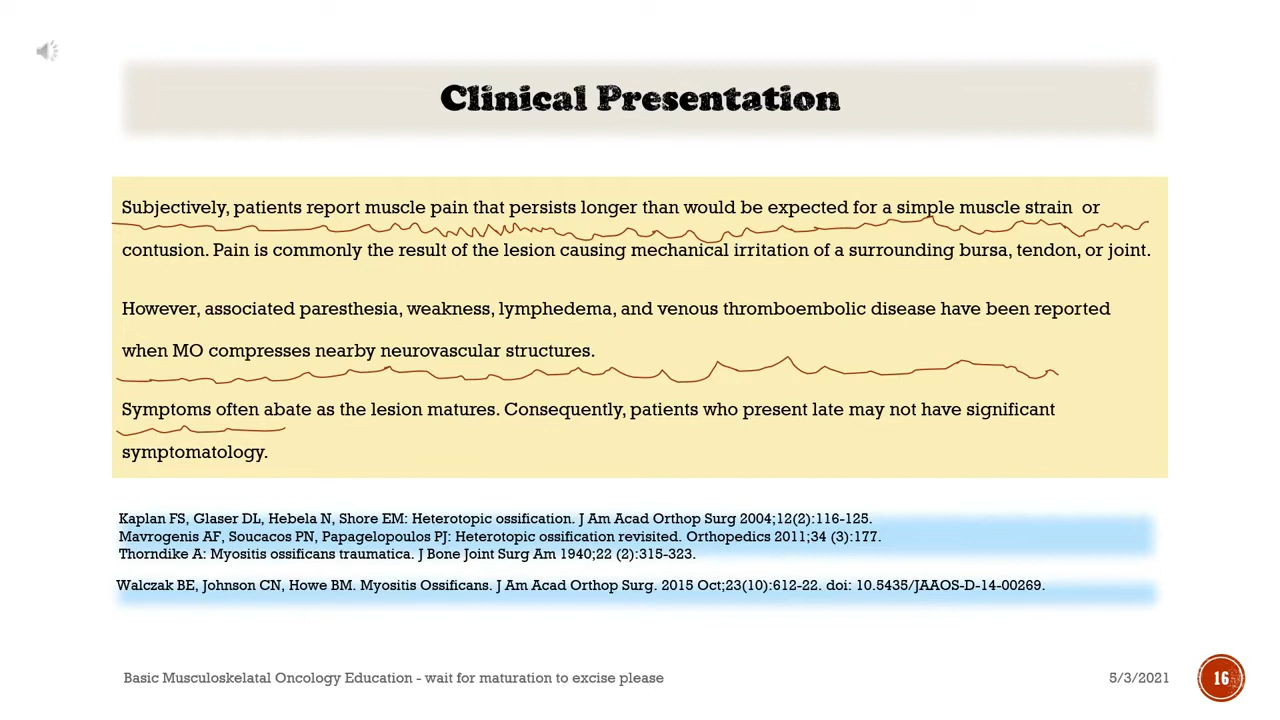 Clinical Presentation
Subjectively, patients report muscle pain that persists longer than would be expected for a simple muscle strain or
contusion. Pain is commonly the result of the lesion causing mechanical irritation of a surrounding bursa, tendon, or joint.
However, associated paresthesia, weakness, lymphedema, and venous thromboembolic disease have been reported
when MO compresses nearby neurovascular structures.
Symptoms often abate as the lesion matures. Consequently, patients who present late may not have significant
symptomatology.
Kaplan FS, Glaser DL, Hebela N, Shore EM: Heterotopic ossification. J Am Acad Orthop Surg 2004;12(2):116-125.
Mavrogenis AF, Soucacos PN, Papagelopoulos PJ: Heterotopic ossification revisited. Orthopedics 2011;34 (3):177.
Thorndike A: Myositis ossificans traumatica. J Bone Joint Surg Am 1940;22 (2):315-323.
Walczak BE, Johnson CN, Howe BM. Myositis Ossificans. J Am Acad Orthop Surg. 2015 Oct;23(10):612-22. doi: 10.5435/JAAOS-D-14-00269.
Basic Musculoskelatal Oncology Education - wait for maturation to excise please
5/3/2021
16